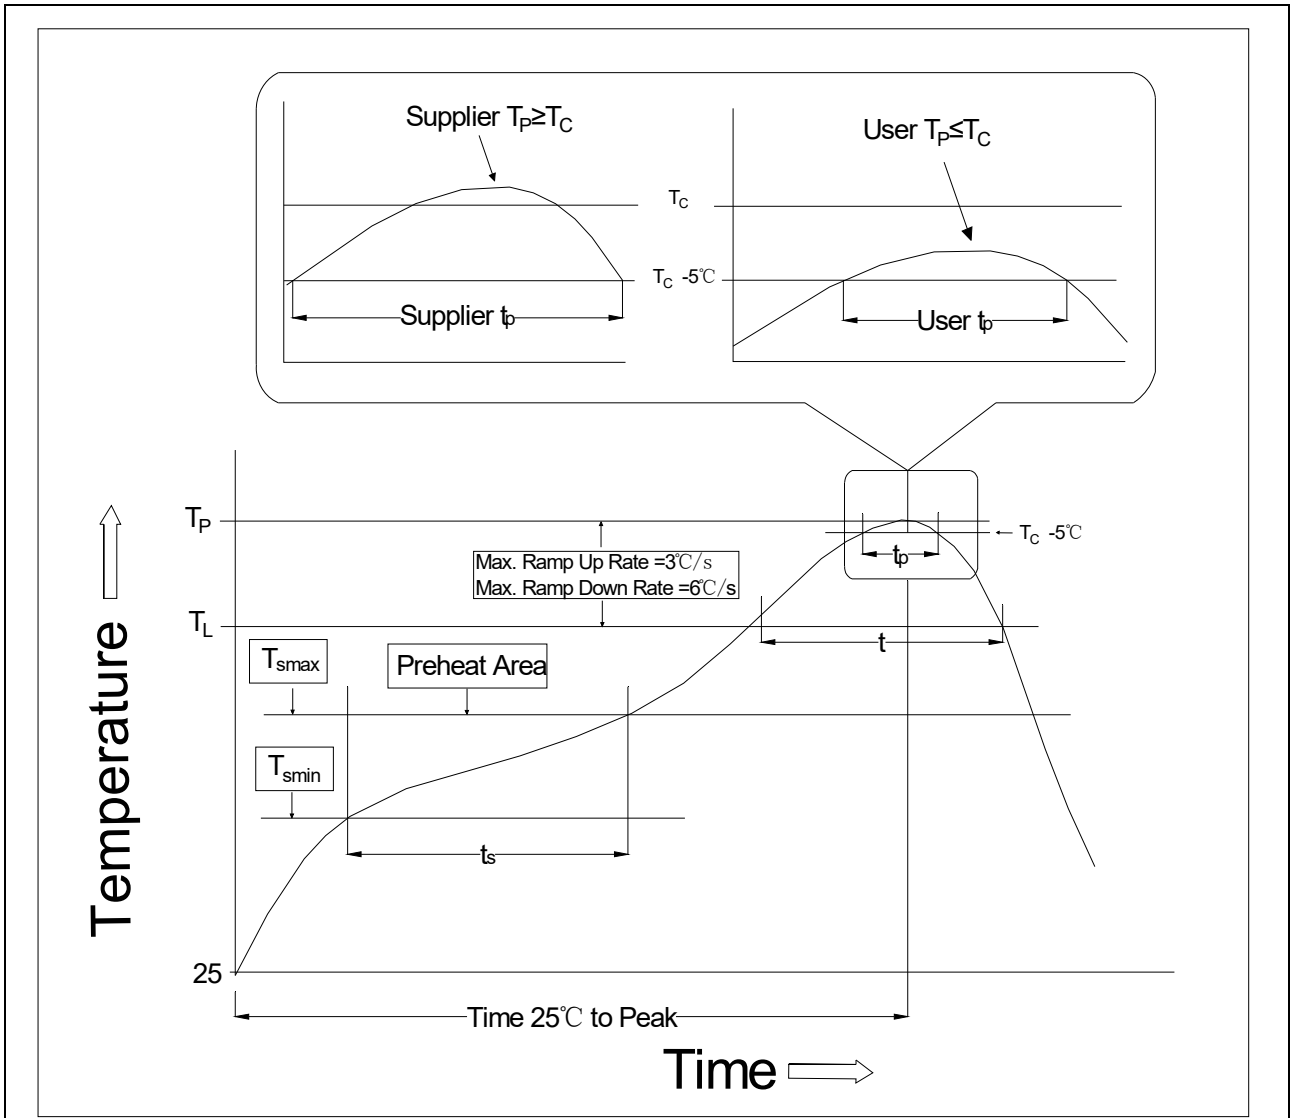 Supplier TP≥TC
User TP≤TC
TC
TC -5℃
Supplier tp
User tp
TP
TC -5℃
tp
Max. Ramp Up Rate =3℃/s
Max. Ramp Down Rate =6℃/s
TL
t
Tsmax
Preheat Area
Tsmin
ts
Temperature
25
Time 25℃ to Peak
Time